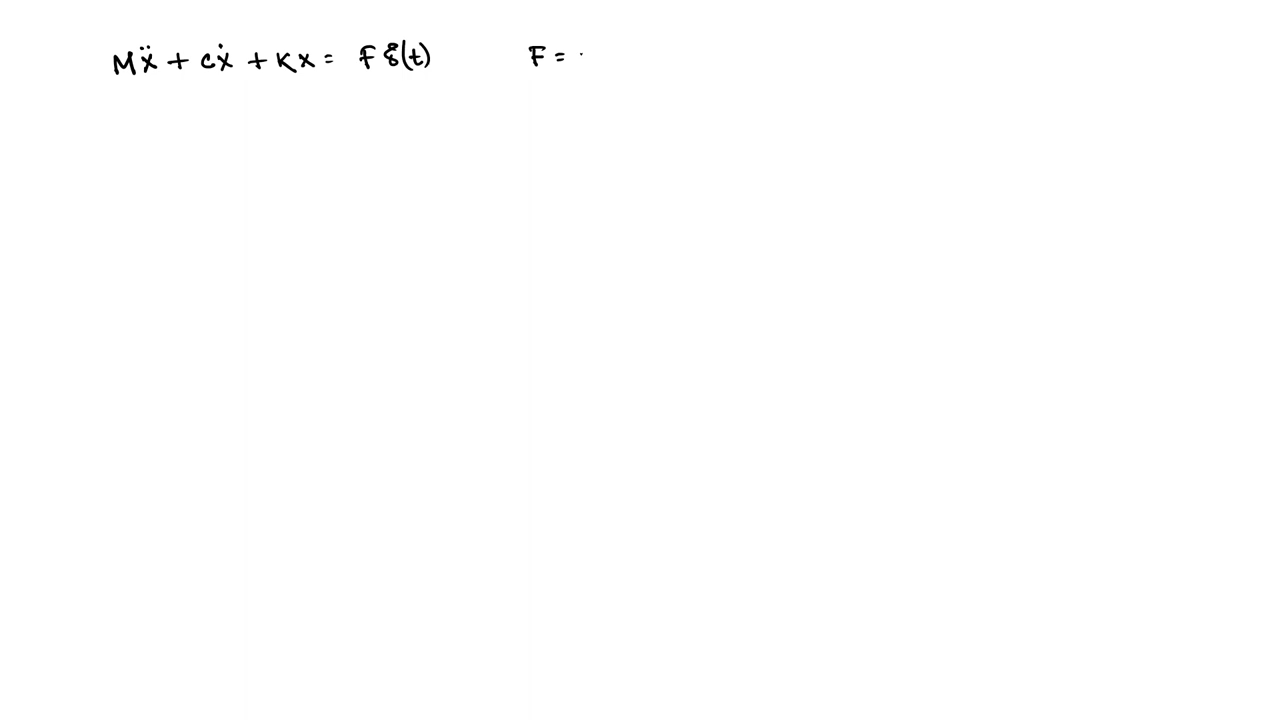 Mẍ + cẋ + Kx = F δ(t) F =